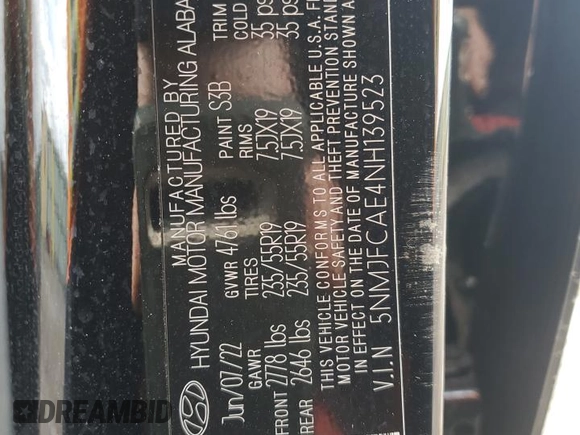 MANUFACTURED BY
HYUNDAI MOTOR MANUFACTURING ALABA
Jun/07/22 GVWR 4761 lbs PAINT S3B TRIM
GAWR TIRES RIMS COLD
FRONT 2778 lbs 235/55R19 7.5JX19 35 psi
REAR 2646 lbs 235/55R19 7.5JX19 35 psi
THIS VEHICLE CONFORMS TO ALL APPLICABLE U.S.A. FE
MOTOR VEHICLE SAFETY AND THEFT PREVENTION STAN
IN EFFECT ON THE DATE OF MANUFACTURE SHOWN A
V.I.N 5NMJFCAE4NH139523
DREAMBID